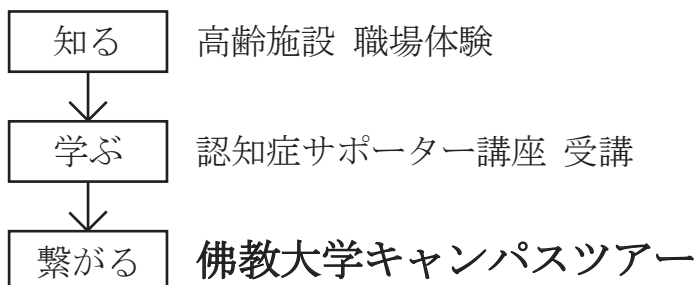 知る 高齢施設 職場体験
学ぶ 認知症サポーター講座 受講
繋がる 佛教大学キャンパスツアー